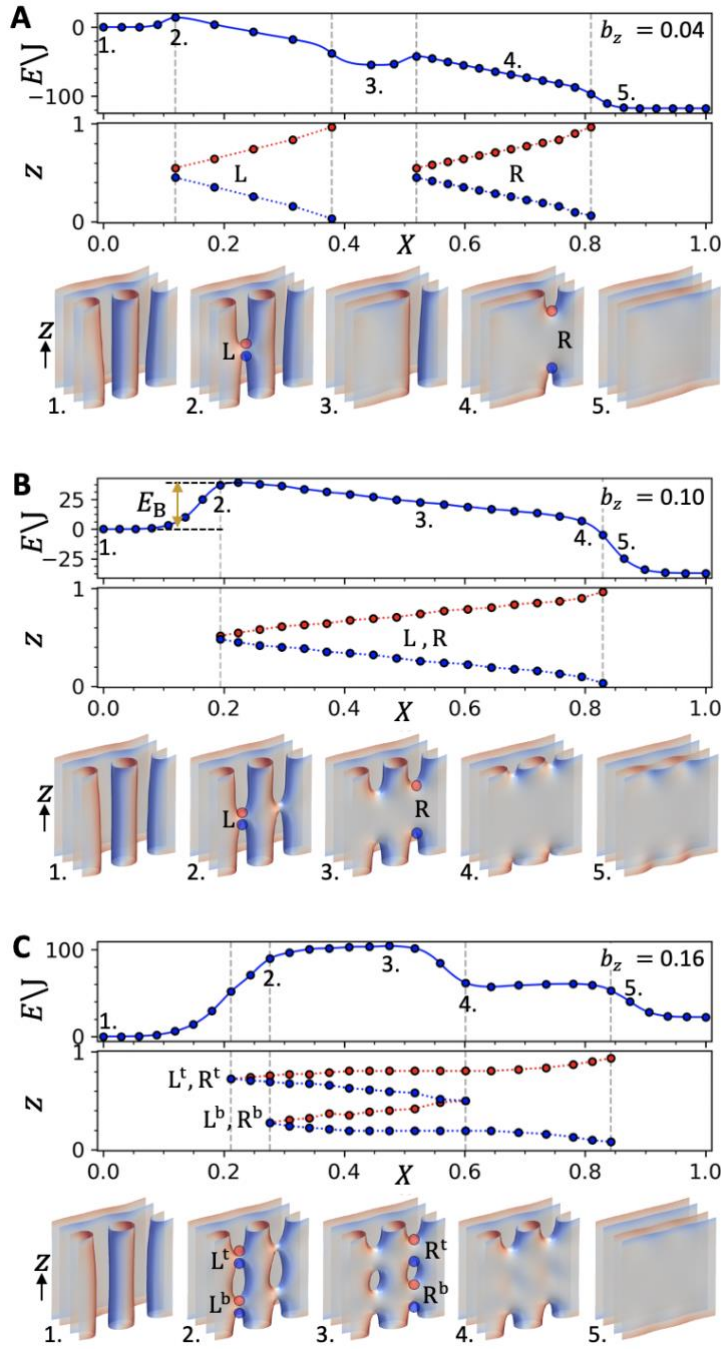 A
E\J
0
−100
1.
2.
3.
4.
5.
b_z = 0.04
z
1
0
L
R
0.0 0.2 0.4 0.6 0.8 1.0
X
z
1.
2.
3.
4.
5.
L
R
B
E\J
25
0
−25
E_B
1.
2.
3.
4.
5.
b_z = 0.10
z
1
0
L , R
0.0 0.2 0.4 0.6 0.8 1.0
X
z
1.
2.
3.
4.
5.
L
R
C
E\J
100
0
1.
2.
3.
4.
5.
b_z = 0.16
z
1
0
L^t, R^t
L^b, R^b
0.0 0.2 0.4 0.6 0.8 1.0
X
z
1.
2.
3.
4.
5.
L^t
L^b
R^t
R^b